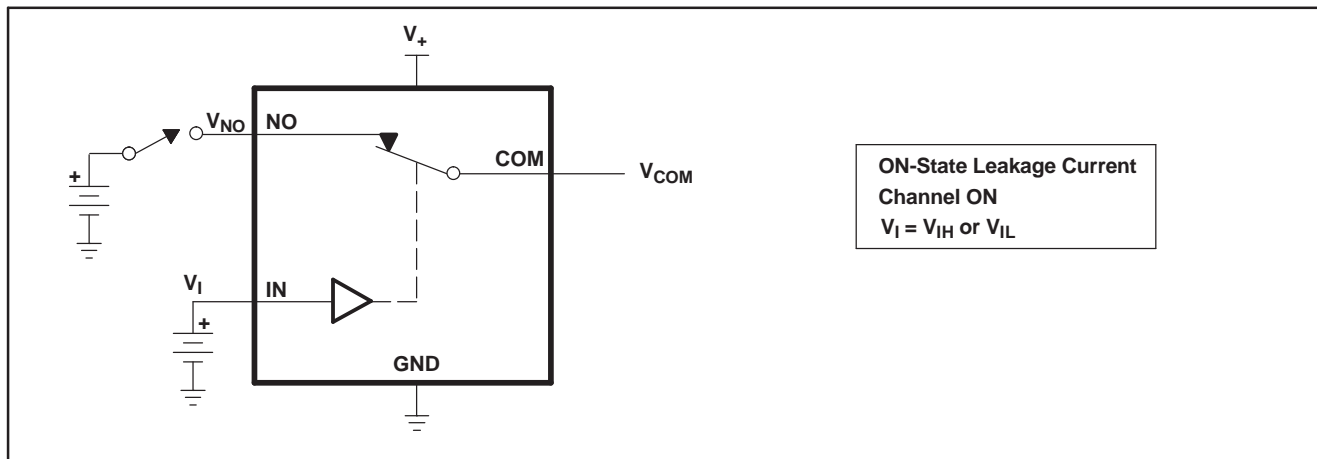 V+
VNO NO
COM
VCOM
ON-State Leakage Current
Channel ON
VI = VIH or VIL
+
VI IN
+
GND